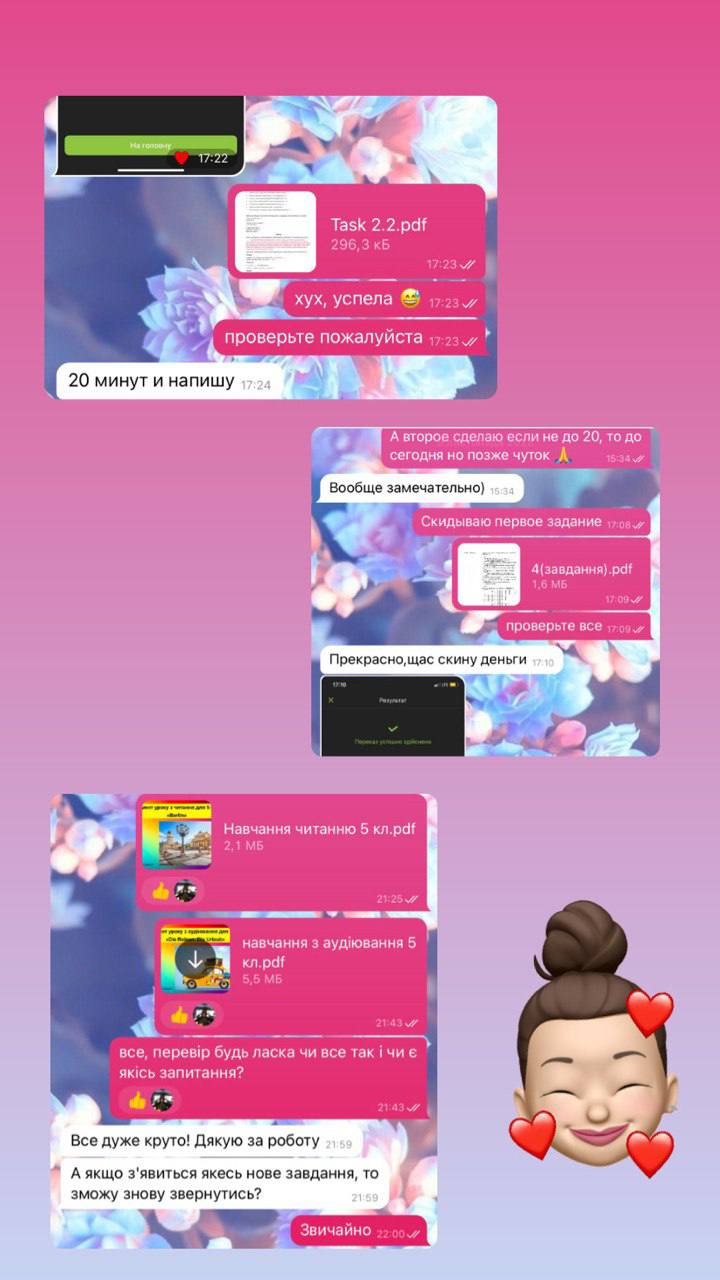 На головну
17:22
Task 2.2.pdf
296,3 кБ
17:23
хух, успела 😅 17:23
проверьте пожалуйста 17:23
20 минут и напишу 17:24
А второе сделаю если не до 20, то до
сегодня но позже чуток 🙏 15:34
Вообще замечательно) 15:34
Скидываю первое задание 17:08
4(завдання).pdf
1,6 МБ
17:09
проверьте все 17:09
Прекрасно,щас скину деньги 17:10
17:10
Результат
Переказ успішно здійснено
Навчання читанню 5 кл.pdf
2,1 МБ
21:25
навчання з аудіювання 5
кл.pdf
5,5 МБ
21:43
все, перевір будь ласка чи все так і чи є
якісь запитання?
21:43
Все дуже круто! Дякую за роботу 21:59
А якщо з'явиться якесь нове завдання, то
зможу знову звернутись? 21:59
Звичайно 22:00